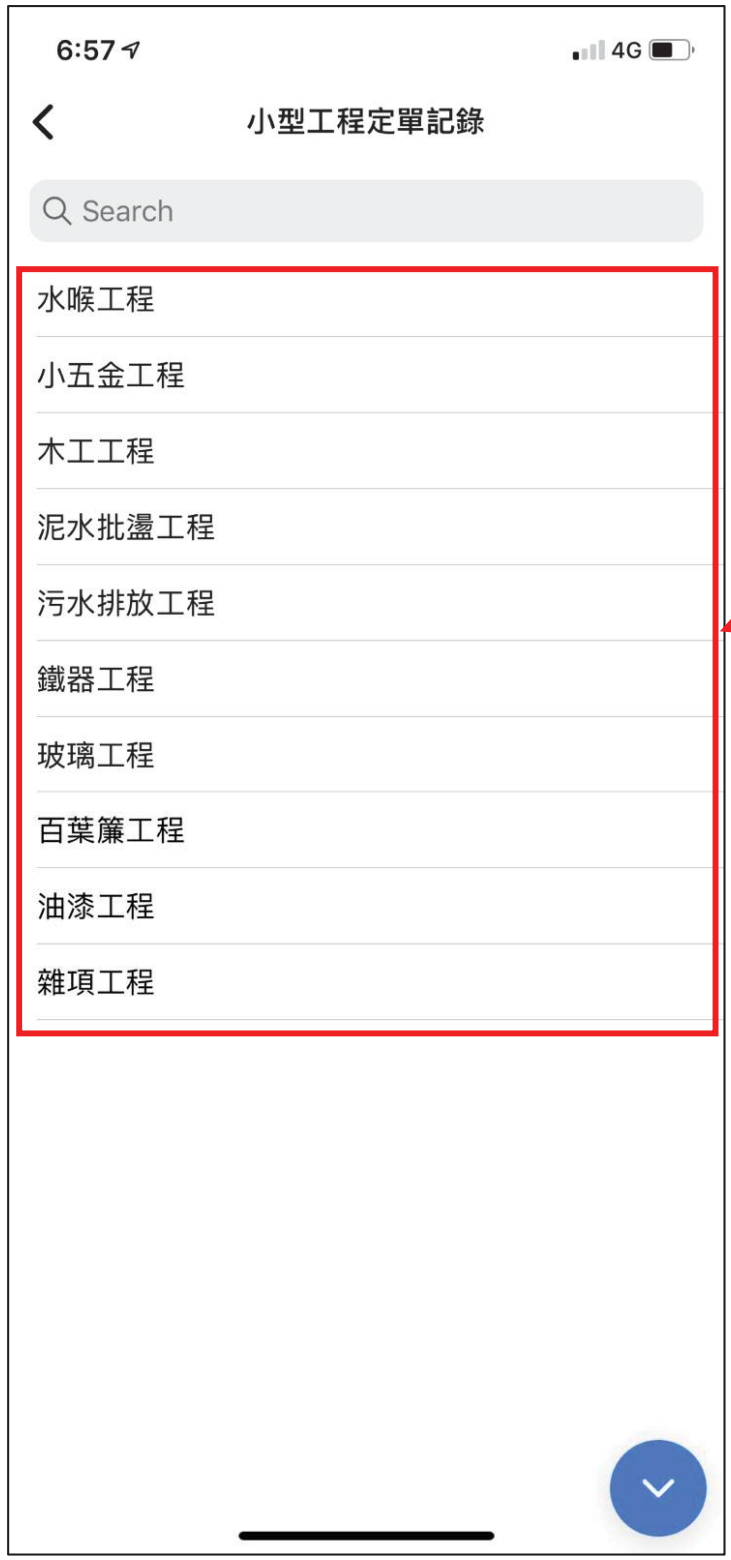 6:57
4G
小型工程定單記錄
Search
水喉工程
小五金工程
木工工程
泥水批盪工程
污水排放工程
鐵器工程
玻璃工程
百葉簾工程
油漆工程
雜項工程